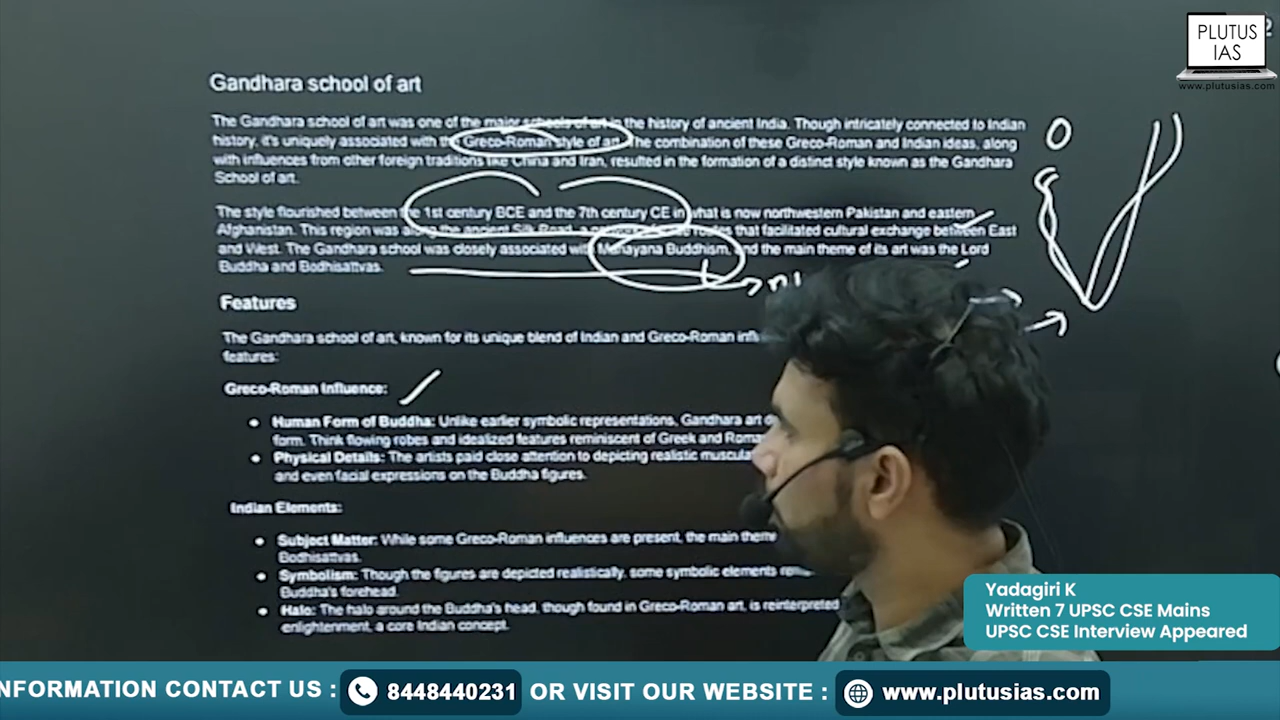 PLUTUS
IAS
www.plutusias.com
Gandhara school of art
The Gandhara school of art was one of the major schools of art in the history of ancient India. Though intricately connected to Indian
history, it's uniquely associated with the Greco-Roman style of art. The combination of these Greco-Roman and Indian ideas, along
with influences from other foreign traditions like China and Iran, resulted in the formation of a distinct style known as the Gandhara
School of art.
The style flourished between the 1st century BCE and the 7th century CE in what is now northwestern Pakistan and eastern
Afghanistan. This region was along the ancient Silk Road, a network of trade routes that facilitated cultural exchange between East
and West. The Gandhara school was closely associated with Mahayana Buddhism, and the main theme of its art was the Lord
Buddha and Bodhisattvas.
Features
The Gandhara school of art, known for its unique blend of Indian and Greco-Roman
features:
Greco-Roman Influence:
Human Form of Buddha: Unlike earlier symbolic representations, Gandhara art
form. Think flowing robes and idealized features reminiscent of Greek and
Physical Details: The artists paid close attention to depicting realistic
and even facial expressions on the Buddha figures.
Indian Elements:
Subject Matter: While some Greco-Roman influences are present, the main theme
Bodhisattvas.
Symbolism: Though the figures are depicted realistically, some symbolic elements
Buddha's forehead.
Halo: The halo around the Buddha's head, though found in Greco-Roman art, is reinterpreted
enlightenment, a core Indian concept.
Yadagiri K
Written 7 UPSC CSE Mains
UPSC CSE Interview Appeared
NFORMATION CONTACT US : 8448440231 OR VISIT OUR WEBSITE : www.plutusias.com